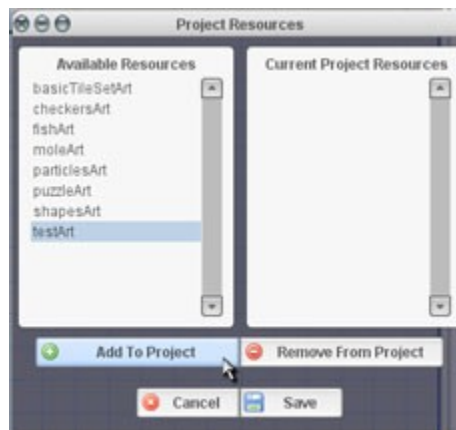 Project Resources
Available Resources
basicTileSetArt
checkersArt
fishArt
moleArt
particlesArt
puzzleArt
shapesArt
testArt
Current Project Resources
Add To Project
Remove From Project
Cancel
Save